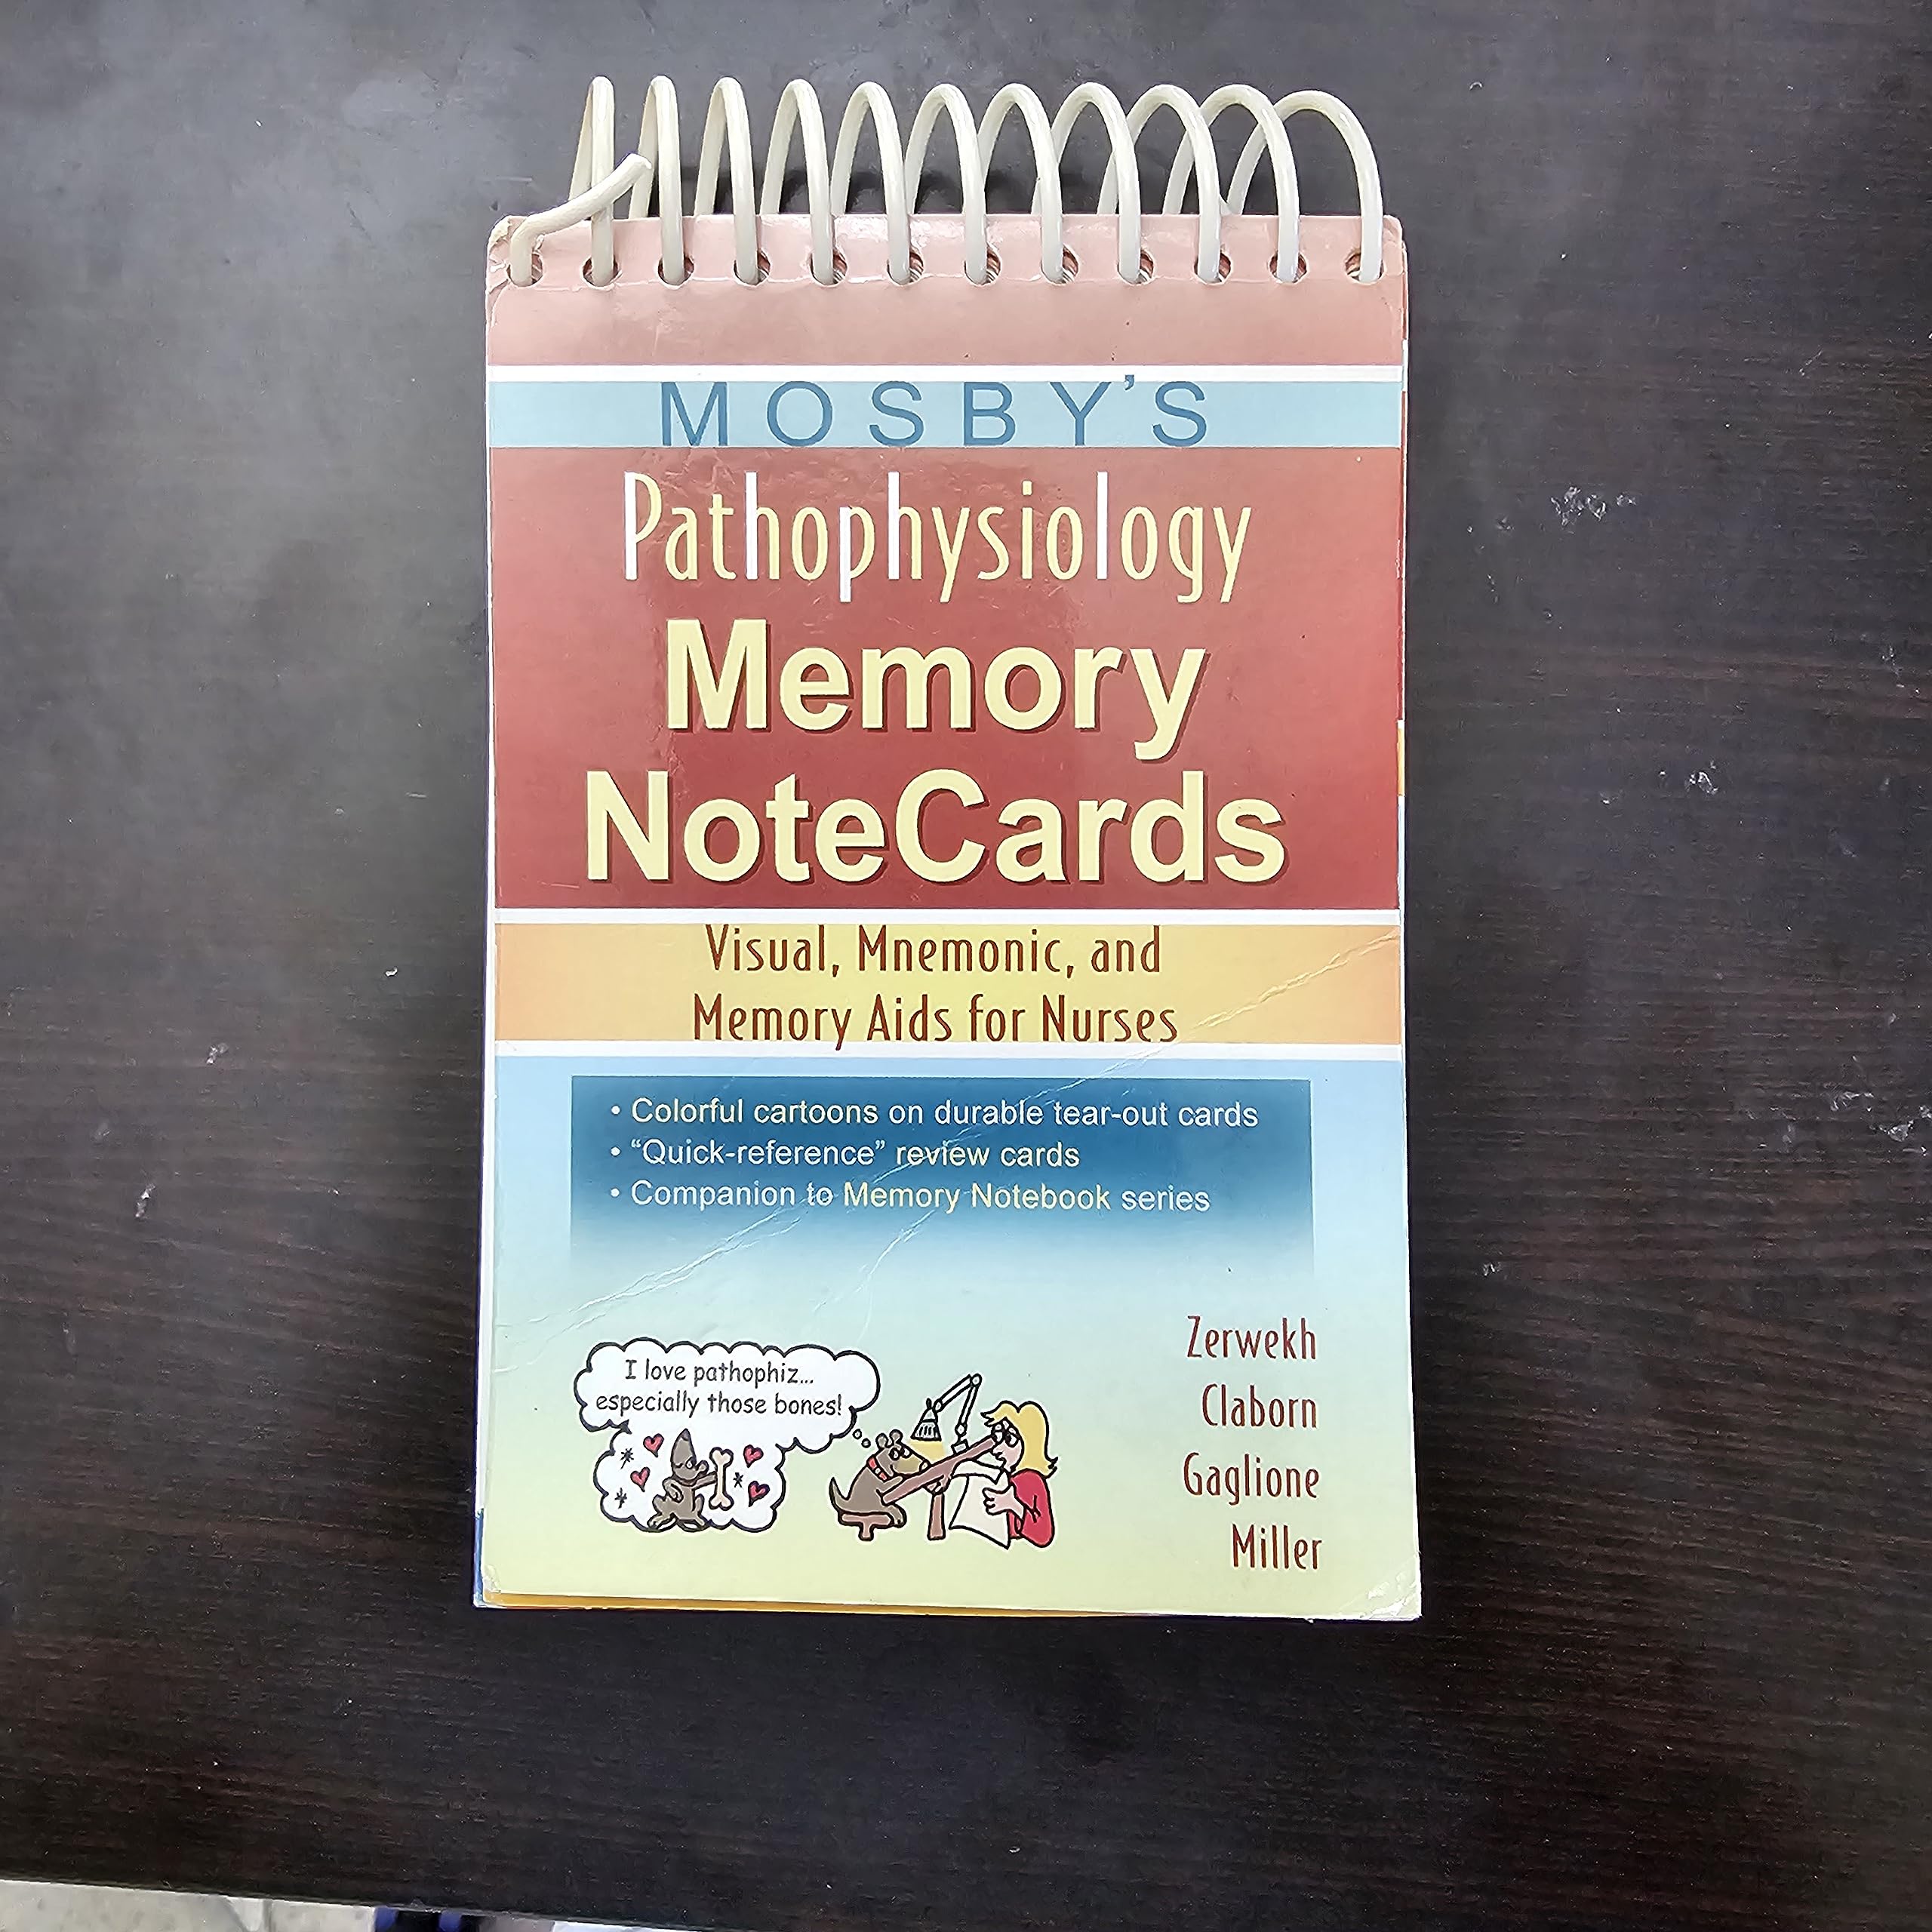 MOSBY'S
Pathophysiology
Memory
NoteCards
Visual, Mnemonic, and
Memory Aids for Nurses
• Colorful cartoons on durable tear-out cards
• “Quick-reference” review cards
• Companion to Memory Notebook series
I love pathophiz...
especially those bones!
Zerwekh
Claborn
Gaglione
Miller